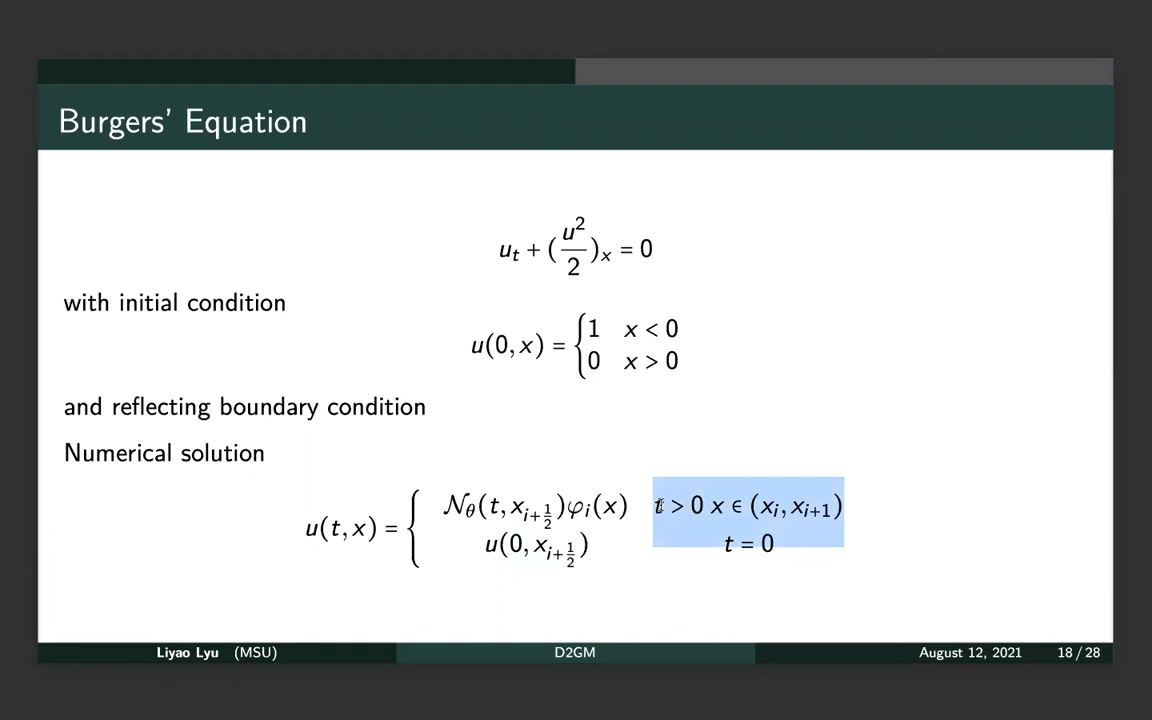 Burgers' Equation
u_t + (u²/2)_x = 0
with initial condition
u(0, x) = { 1 x < 0
0 x > 0
and reflecting boundary condition
Numerical solution
u(t, x) = { 𝒩_θ(t, x_{i+1/2})φ_i(x) t > 0 x ∈ (x_i, x_{i+1})
u(0, x_{i+1/2}) t = 0
Liyao Lyu (MSU) D2GM August 12, 2021 18 / 28